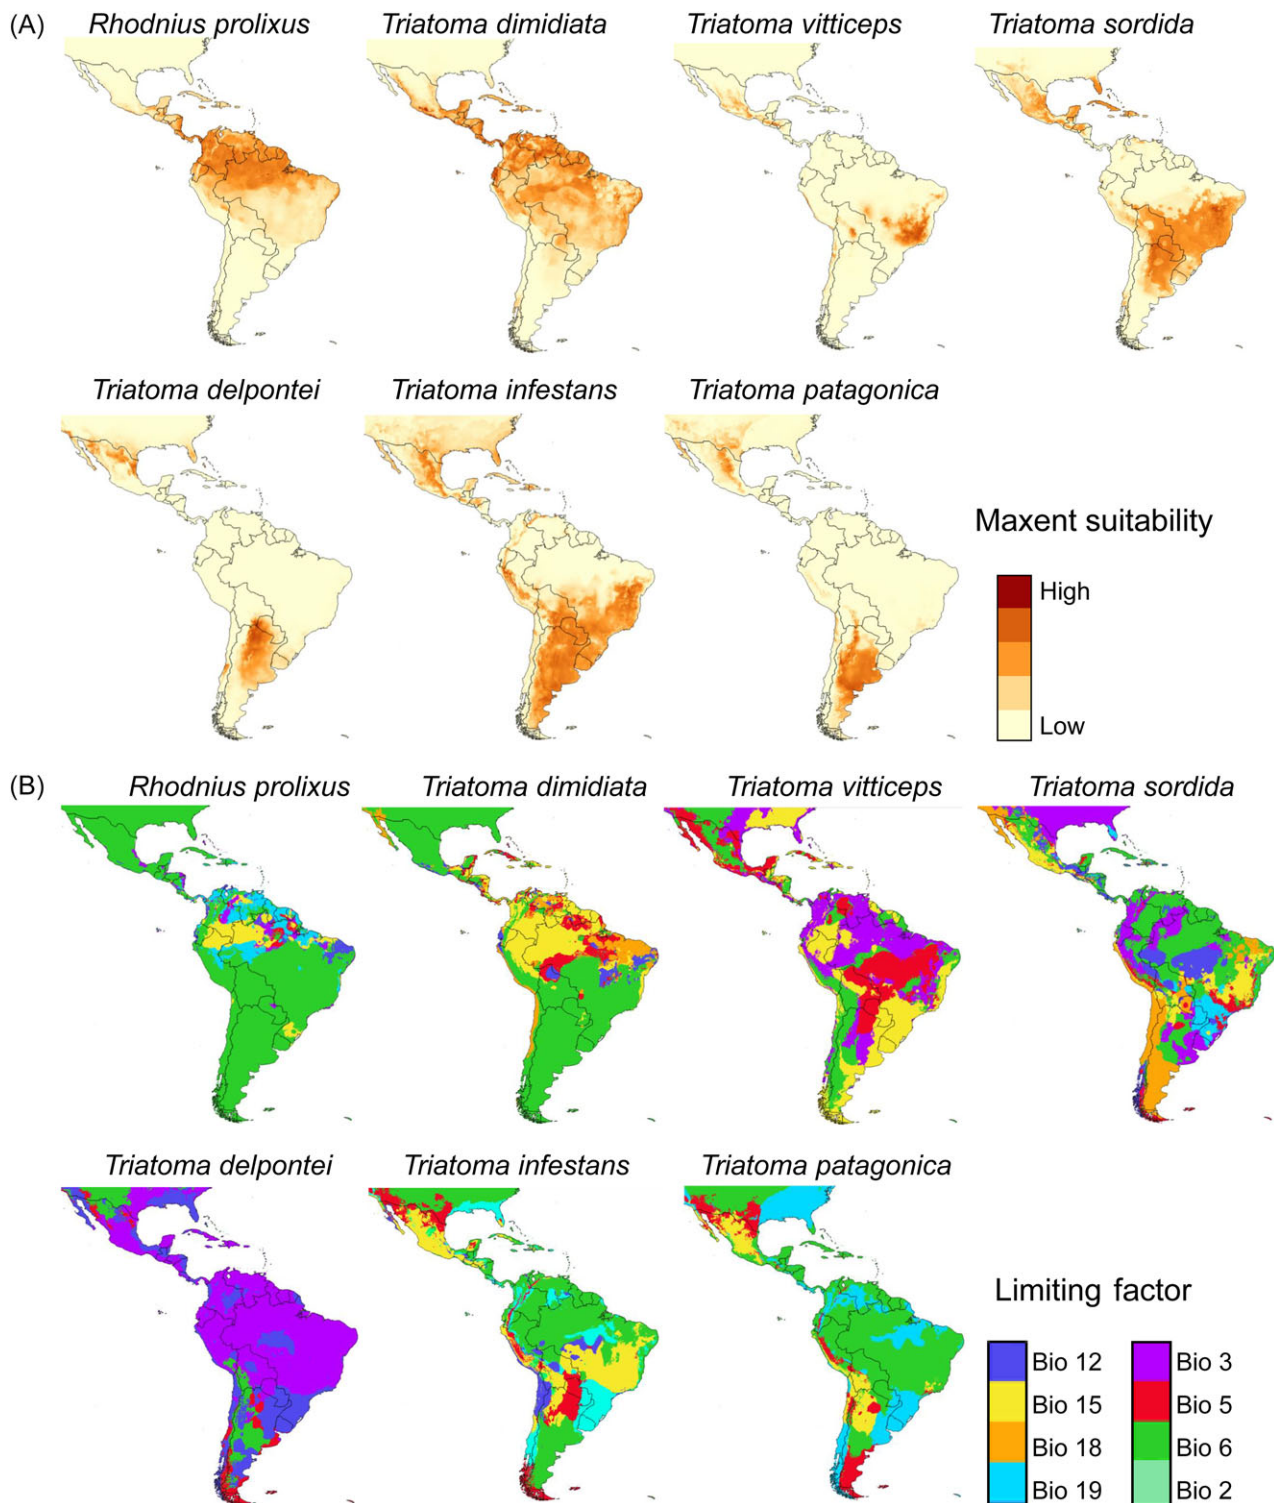 (A)
Rhodnius prolixus
Triatoma dimidiata
Triatoma vitticeps
Triatoma sordida
Triatoma delpontei
Triatoma infestans
Triatoma patagonica
Maxent suitability
High
Low
(B)
Rhodnius prolixus
Triatoma dimidiata
Triatoma vitticeps
Triatoma sordida
Triatoma delpontei
Triatoma infestans
Triatoma patagonica
Limiting factor
Bio 12
Bio 3
Bio 15
Bio 5
Bio 18
Bio 6
Bio 19
Bio 2